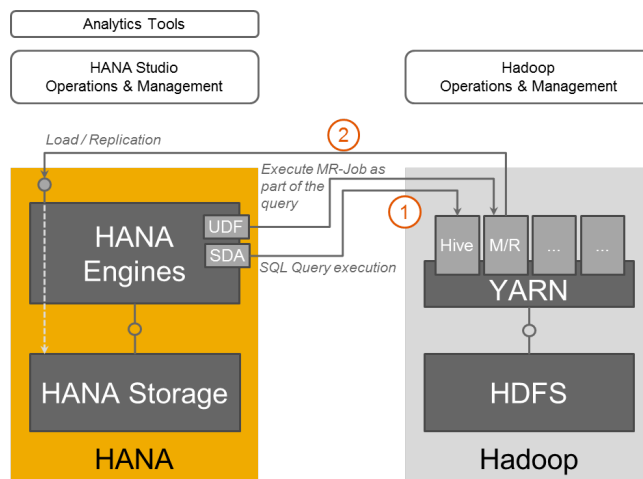 Analytics Tools
HANA Studio
Operations & Management
Hadoop
Operations & Management
Load / Replication
2
Execute MR-Job as
part of the
query
1
UDF
SDA
HANA
Engines
SQL Query execution
Hive
M/R
...
...
YARN
HANA Storage
HDFS
HANA
Hadoop